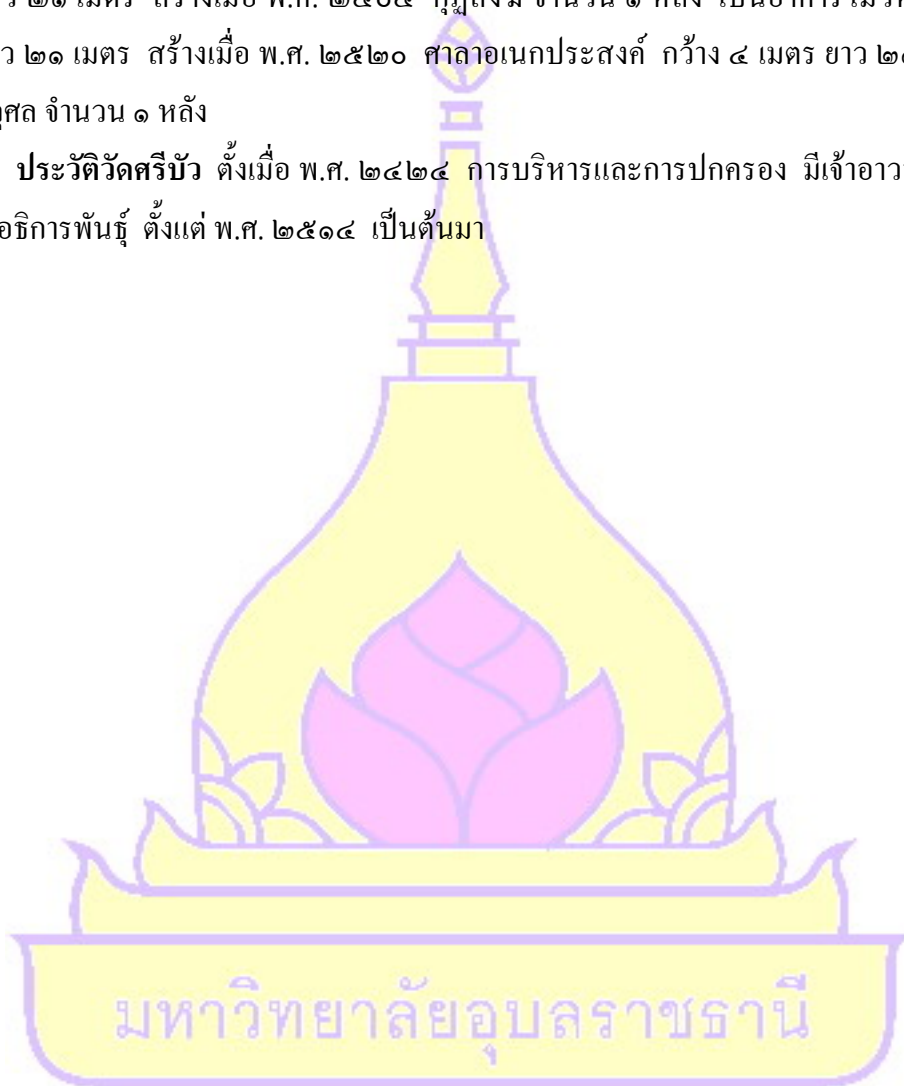 ๒๑ เมตร สร้างเมื่อ พ.ศ. จำนวน ๑ หลัง
ว ๒๑ เมตร สร้างเมื่อ พ.ศ. ๒๕๒๐ ศาลาอเนกประสงค์ กว้าง ๔ เมตร ยาว
ศล จำนวน ๑ หลัง
ประวัติวัดศรีบัว ตั้งเมื่อ พ.ศ. ๒๔๒๔ การบริหารและการปกครอง มีเจ้าอาว
อธิการพันธุ์ ตั้งแต่ พ.ศ. ๒๕๑๔ เป็นต้นมา
มหาวิทยาลัยอุบลราชธานี